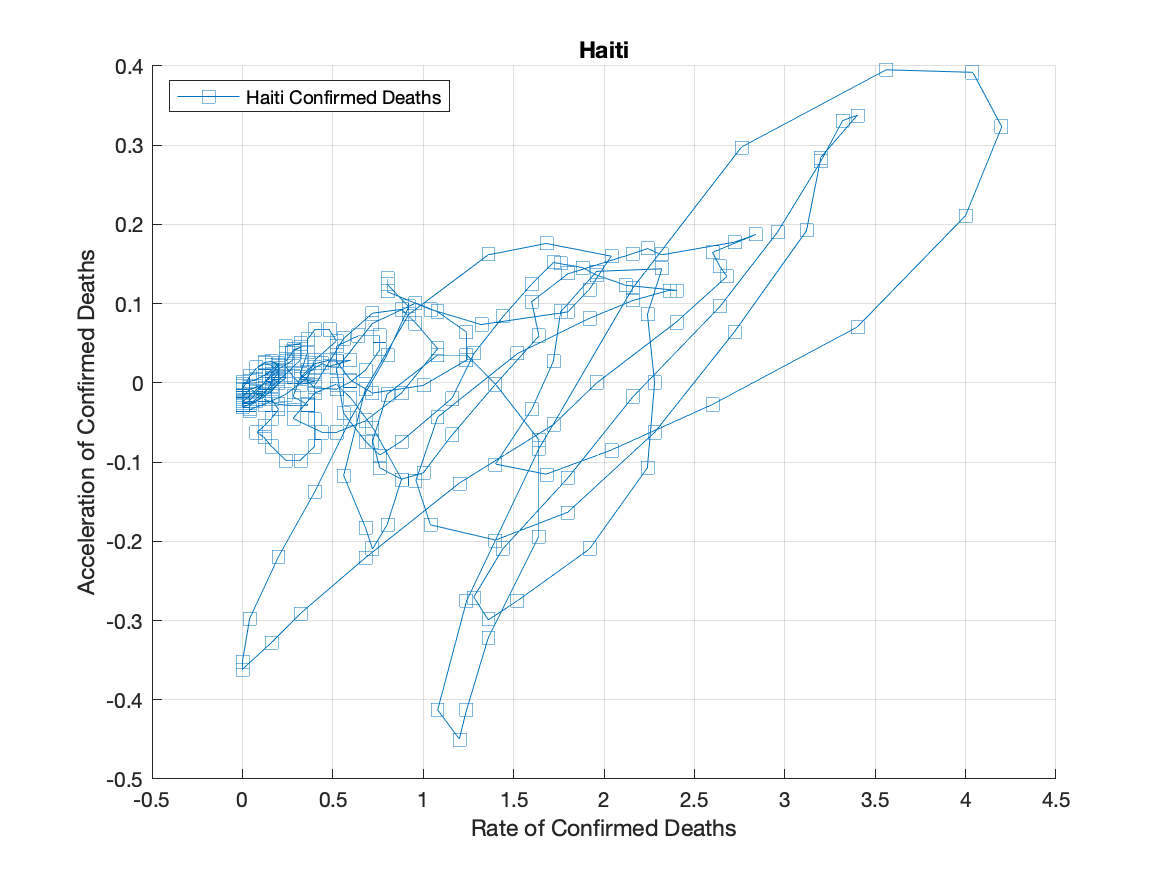 Haiti
Haiti Confirmed Deaths
0.4
0.3
0.2
0.1
0
-0.1
-0.2
-0.3
-0.4
-0.5
Acceleration of Confirmed Deaths
-0.5 0 0.5 1 1.5 2 2.5 3 3.5 4 4.5
Rate of Confirmed Deaths